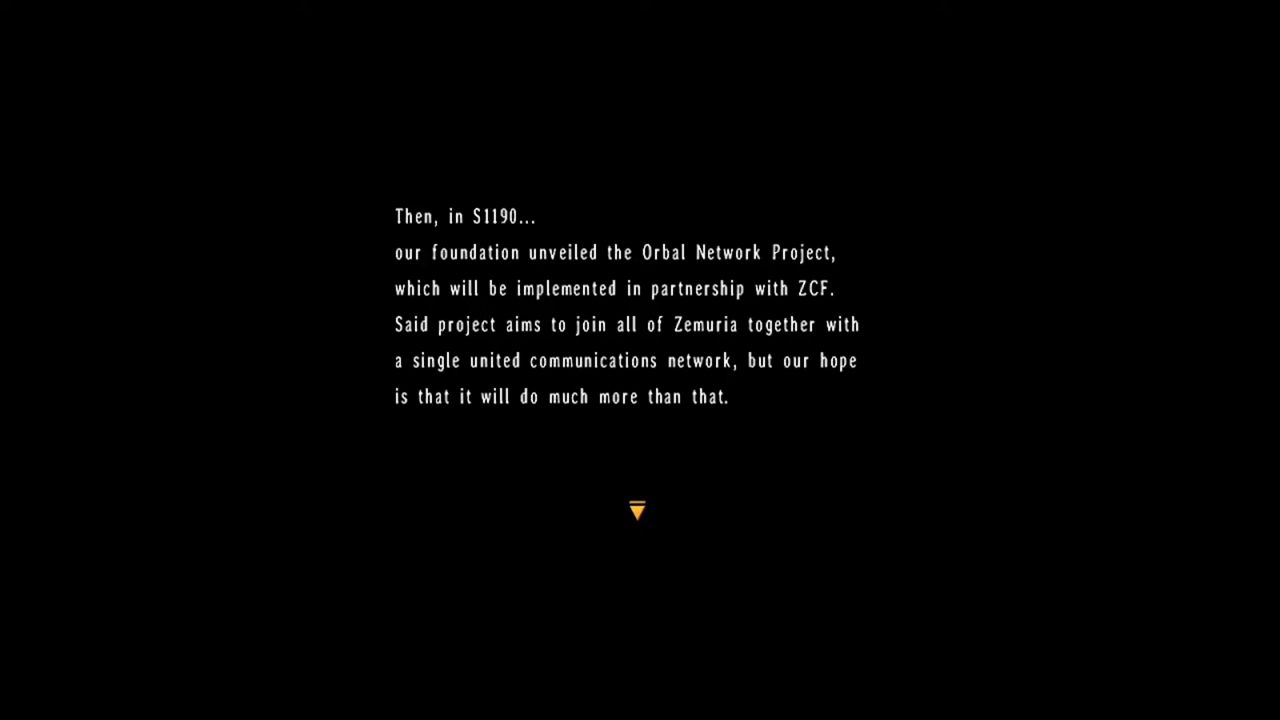 Then, in S1190...
our foundation unveiled the Orbal Network Project,
which will be implemented in partnership with ZCF.
Said project aims to join all of Zemuria together with
a single united communications network, but our hope
is that it will do much more than that.